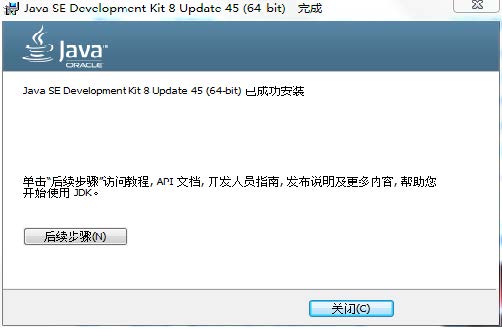 Java SE Development Kit 8 Update 45 (64-bit) 完成
Java
ORACLE
Java SE Development Kit 8 Update 45 (64-bit) 已成功安装
单击“后续步骤”访问教程, API 文档, 开发人员指南, 发布说明及更多内容, 帮助您
开始使用 JDK。
后续步骤(N)
关闭(C)